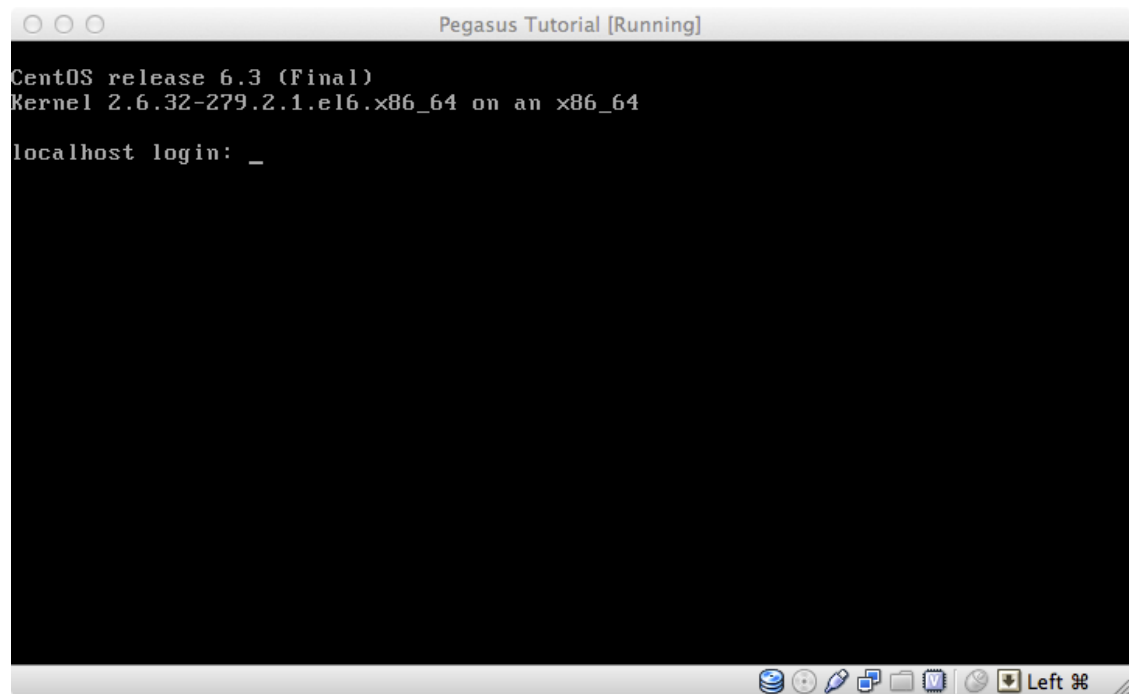 Pegasus Tutorial [Running]
CentOS release 6.3 (Final)
Kernel 2.6.32-279.2.1.el6.x86_64 on an x86_64
localhost login: _
Left ⌘